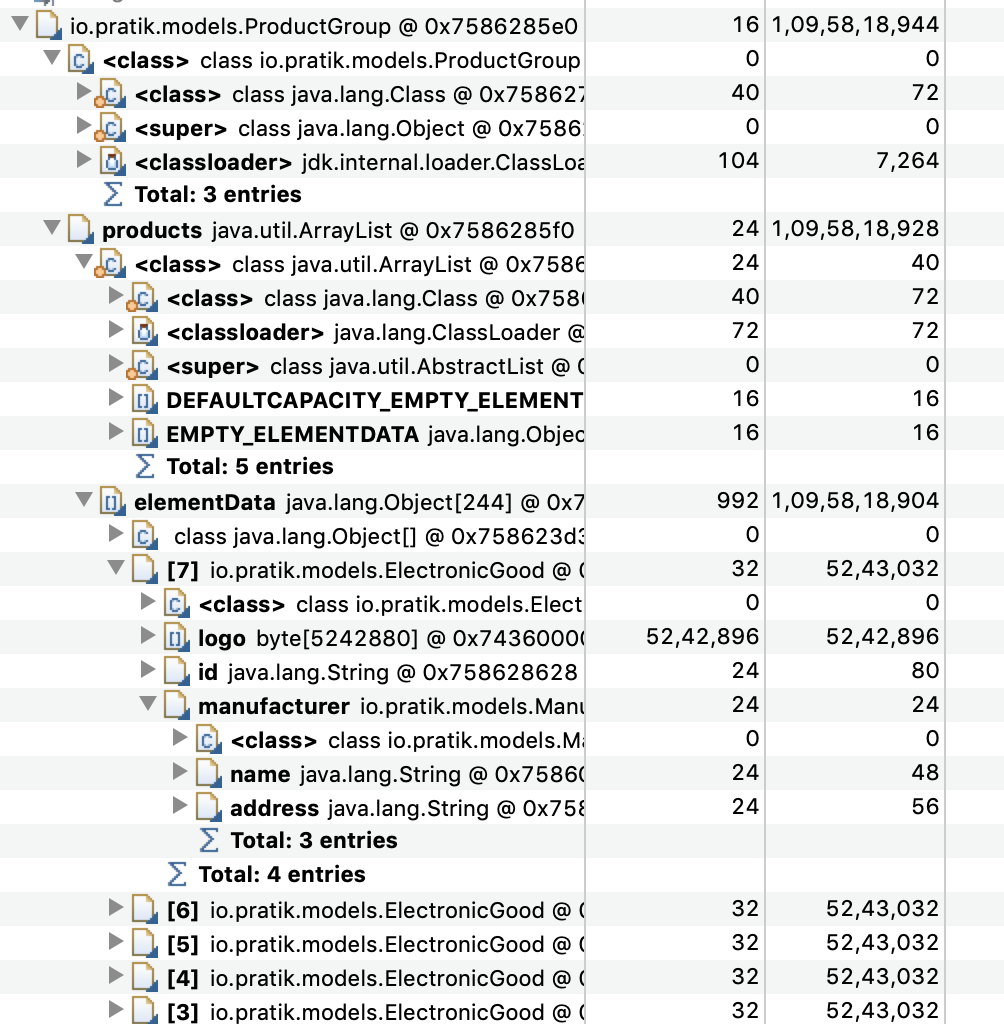 io.pratik.models.ProductGroup @ 0x7586285e0 16 1,09,58,18,944
<class> class io.pratik.models.ProductGroup 0 0
<class> class java.lang.Class @ 0x758627 40 72
<super> class java.lang.Object @ 0x7586 0 0
<classloader> jdk.internal.loader.ClassLoa 104 7,264
Total: 3 entries
products java.util.ArrayList @ 0x7586285f0 24 1,09,58,18,928
<class> class java.util.ArrayList @ 0x7586 24 40
<class> class java.lang.Class @ 0x758 40 72
<classloader> java.lang.ClassLoader @ 72 72
<super> class java.util.AbstractList @ 0 0
DEFAULTCAPACITY_EMPTY_ELEMENT 16 16
EMPTY_ELEMENTDATA java.lang.Objec 16 16
Total: 5 entries
elementData java.lang.Object[244] @ 0x7 992 1,09,58,18,904
class java.lang.Object[] @ 0x758623d3 0 0
[7] io.pratik.models.ElectronicGood @ 32 52,43,032
<class> class io.pratik.models.Elect 0 0
logo byte[5242880] @ 0x7436000 52,42,896 52,42,896
id java.lang.String @ 0x758628628 24 80
manufacturer io.pratik.models.Manu 24 24
<class> class io.pratik.models.Ma 0 0
name java.lang.String @ 0x7586 24 48
address java.lang.String @ 0x758 24 56
Total: 3 entries
Total: 4 entries
[6] io.pratik.models.ElectronicGood @ 32 52,43,032
[5] io.pratik.models.ElectronicGood @ 32 52,43,032
[4] io.pratik.models.ElectronicGood @ 32 52,43,032
[3] io.pratik.models.ElectronicGood @ 32 52,43,032